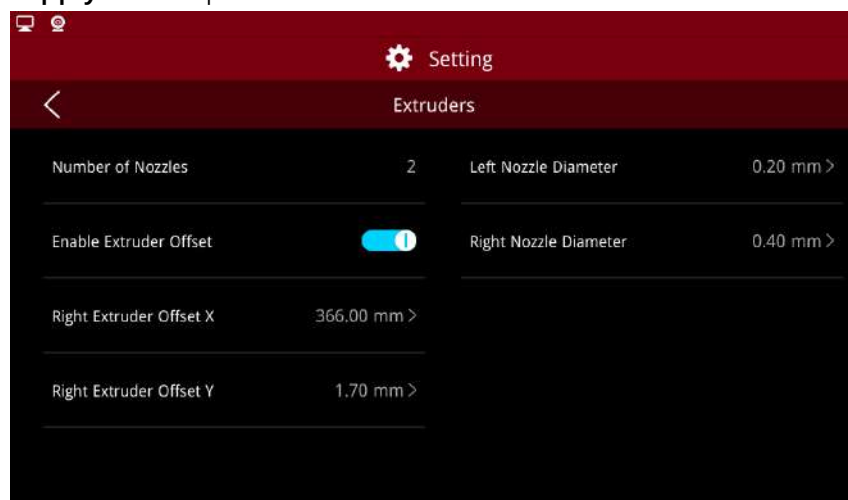 Setting
Extruders
Number of Nozzles 2
Left Nozzle Diameter 0.20 mm >
Enable Extruder Offset
Right Nozzle Diameter 0.40 mm >
Right Extruder Offset X 366.00 mm >
Right Extruder Offset Y 1.70 mm >